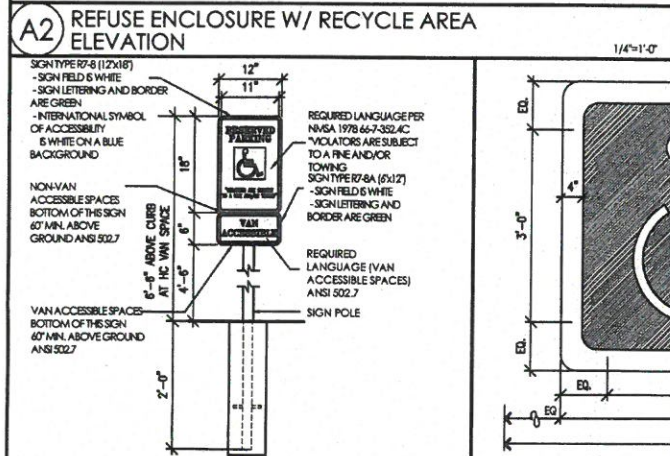 A2 REFUSE ENCLOSURE W/ RECYCLE AREA
ELEVATION
1/4"=1'-0"
SIGN TYPE R7-8 (12"x18")
- SIGN FIELD IS WHITE
- SIGN LETTERING AND BORDER
ARE GREEN
- INTERNATIONAL SYMBOL
OF ACCESSIBILITY
IS WHITE ON A BLUE
BACKGROUND
NON-VAN
ACCESSIBLE SPACES
BOTTOM OF THIS SIGN
60" MIN. ABOVE
GROUND ANSI 502.7
VAN ACCESSIBLE SPACES
BOTTOM OF THIS SIGN
60" MIN. ABOVE GROUND
ANSI 502.7
12"
11"
18"
6"
6'-6" ABOVE CURB
AT HC VAN SPACE
4'-6"
2'-0"
RESERVED
PARKING
VAN
ACCESSIBLE
REQUIRED LANGUAGE PER
NMSA 1978 66-7-352.4C
"VIOLATORS ARE SUBJECT
TO A FINE AND/OR
TOWING
SIGN TYPE R7-8A (6"x12")
- SIGN FIELD IS WHITE
- SIGN LETTERING AND
BORDER ARE GREEN
REQUIRED
LANGUAGE (VAN
ACCESSIBLE SPACES)
ANSI 502.7
SIGN POLE
EQ.
4"
3'-0"
EQ.
EQ.
EQ